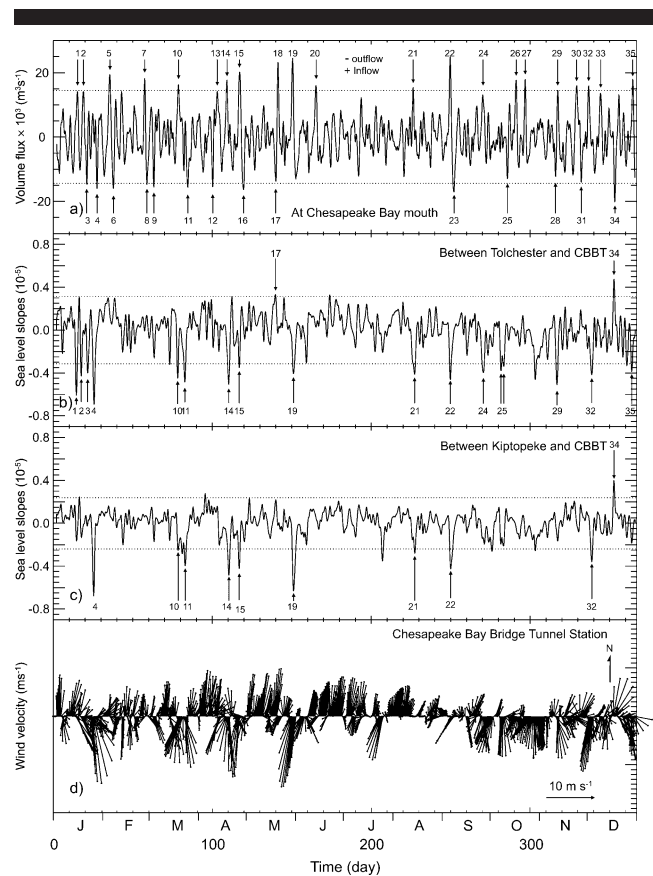 12 5 7 10 1314 15 18 19 20 21 22 24 26 27 29 30 32 33 35
- outflow
+ Inflow
20
0
-20
Volume flux × 10³ (m³s⁻¹)
a)
At Chesapeake Bay mouth
3 4 6 8 9 11 12 16 17 23 25 28 31 34
17
Between Tolchester and CBBT 34
0.8
0.4
0.0
-0.4
-0.8
Sea level slopes (10⁻⁵)
b)
1 2 34 10 11 14 15 19 21 22 24 25 29 32 35
Between Kiptopeke and CBBT 34
0.8
0.4
0.0
-0.4
-0.8
Sea level slopes (10⁻⁵)
c)
4 10 11 14 15 19 21 22 32
Chesapeake Bay Bridge Tunnel Station
N
Wind velocity (ms⁻¹)
d)
10 m s⁻¹
J F M A M J J A S O N D
0 100 200 300
Time (day)